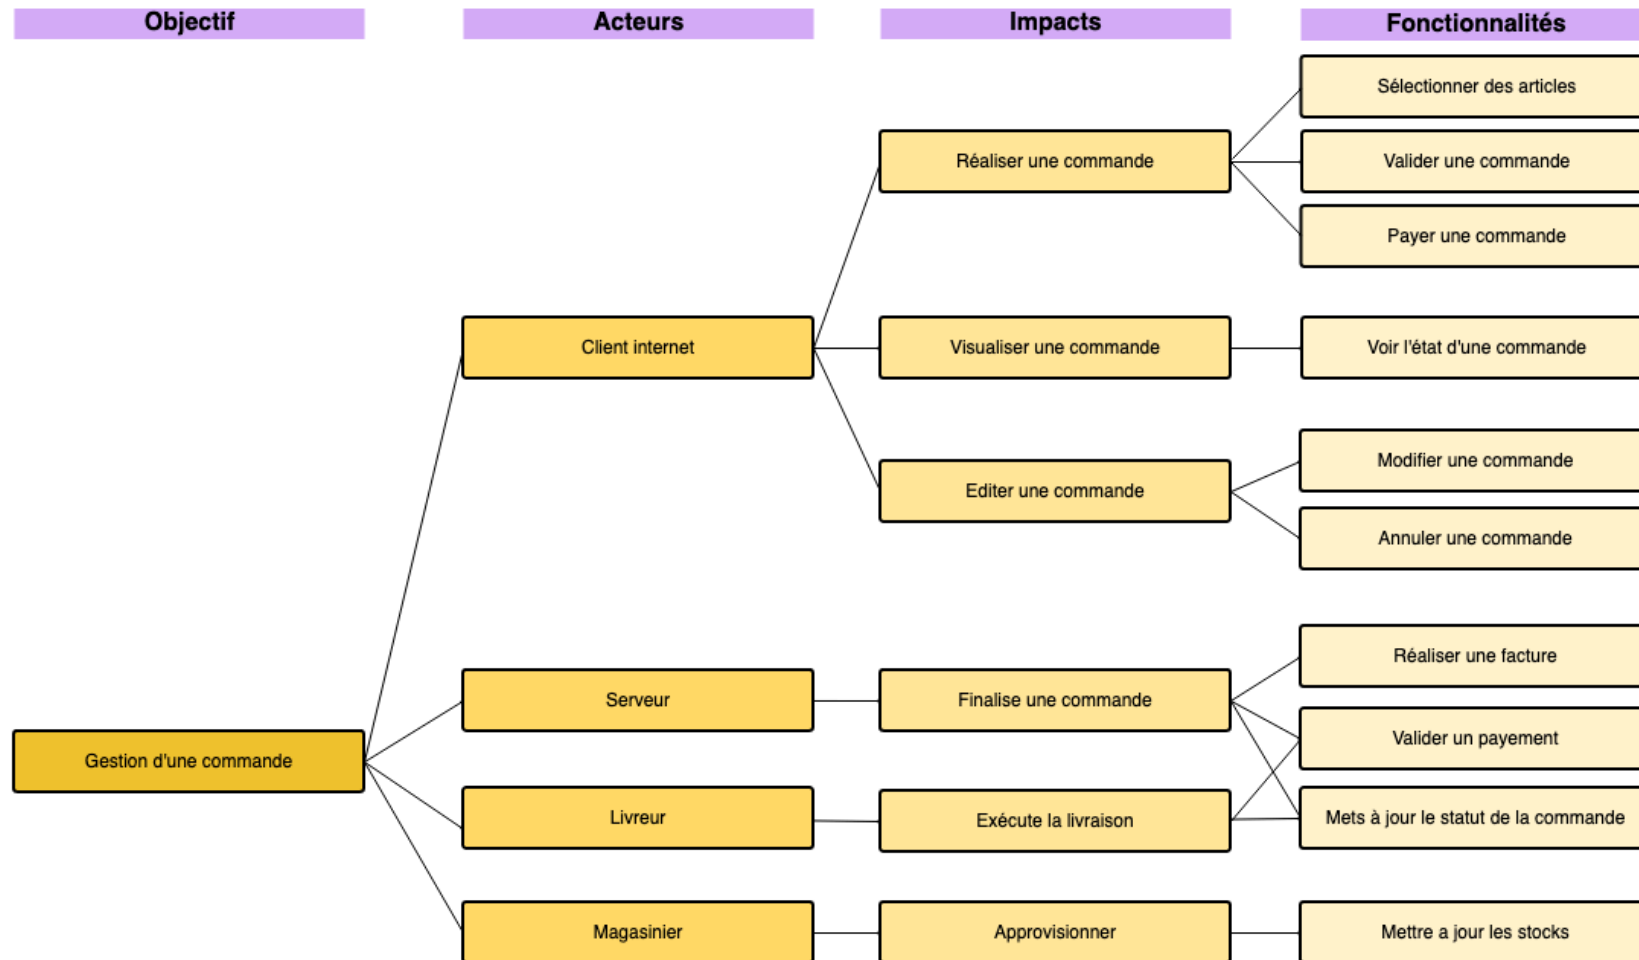 Objectif
Acteurs
Impacts
Fonctionnalités
Sélectionner des articles
Réaliser une commande
Valider une commande
Payer une commande
Client internet
Visualiser une commande
Voir l'état d'une commande
Modifier une commande
Editer une commande
Annuler une commande
Réaliser une facture
Serveur
Finalise une commande
Valider un payement
Gestion d'une commande
Livreur
Exécute la livraison
Mets à jour le statut de la commande
Magasinier
Approvisionner
Mettre a jour les stocks